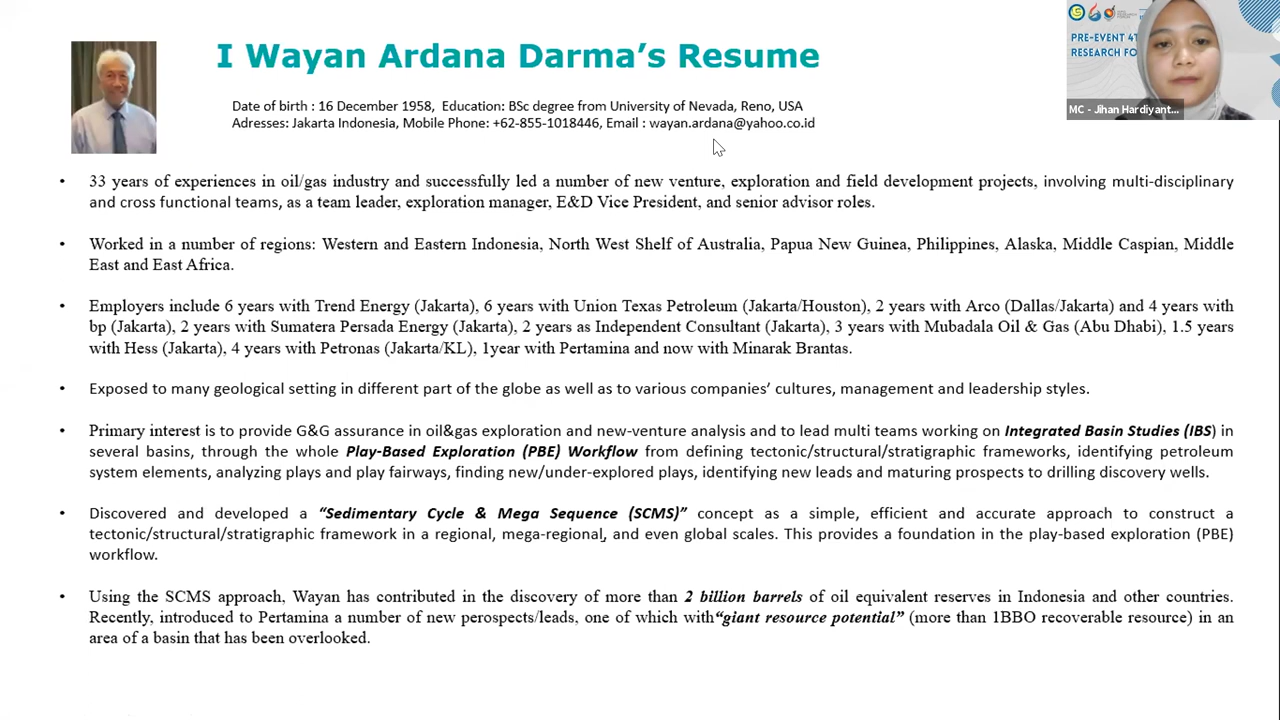 I Wayan Ardana Darma's Resume
PRE-EVENT 4T
RESEARCH FO
MC - Jihan Hardiyant...
Date of birth : 16 December 1958, Education: BSc degree from University of Nevada, Reno, USA
Adresses: Jakarta Indonesia, Mobile Phone: +62-855-1018446, Email : wayan.ardana@yahoo.co.id
• 33 years of experiences in oil/gas industry and successfully led a number of new venture, exploration and field development projects, involving multi-disciplinary
and cross functional teams, as a team leader, exploration manager, E&D Vice President, and senior advisor roles.
• Worked in a number of regions: Western and Eastern Indonesia, North West Shelf of Australia, Papua New Guinea, Philippines, Alaska, Middle Caspian, Middle
East and East Africa.
• Employers include 6 years with Trend Energy (Jakarta), 6 years with Union Texas Petroleum (Jakarta/Houston), 2 years with Arco (Dallas/Jakarta) and 4 years with
bp (Jakarta), 2 years with Sumatera Persada Energy (Jakarta), 2 years as Independent Consultant (Jakarta), 3 years with Mubadala Oil & Gas (Abu Dhabi), 1.5 years
with Hess (Jakarta), 4 years with Petronas (Jakarta/KL), 1year with Pertamina and now with Minarak Brantas.
• Exposed to many geological setting in different part of the globe as well as to various companies' cultures, management and leadership styles.
• Primary interest is to provide G&G assurance in oil&gas exploration and new-venture analysis and to lead multi teams working on Integrated Basin Studies (IBS) in
several basins, through the whole Play-Based Exploration (PBE) Workflow from defining tectonic/structural/stratigraphic frameworks, identifying petroleum
system elements, analyzing plays and play fairways, finding new/under-explored plays, identifying new leads and maturing prospects to drilling discovery wells.
• Discovered and developed a "Sedimentary Cycle & Mega Sequence (SCMS)" concept as a simple, efficient and accurate approach to construct a
tectonic/structural/stratigraphic framework in a regional, mega-regional, and even global scales. This provides a foundation in the play-based exploration (PBE)
workflow.
• Using the SCMS approach, Wayan has contributed in the discovery of more than 2 billion barrels of oil equivalent reserves in Indonesia and other countries.
Recently, introduced to Pertamina a number of new perospects/leads, one of which with"giant resource potential" (more than 1BBO recoverable resource) in an
area of a basin that has been overlooked.